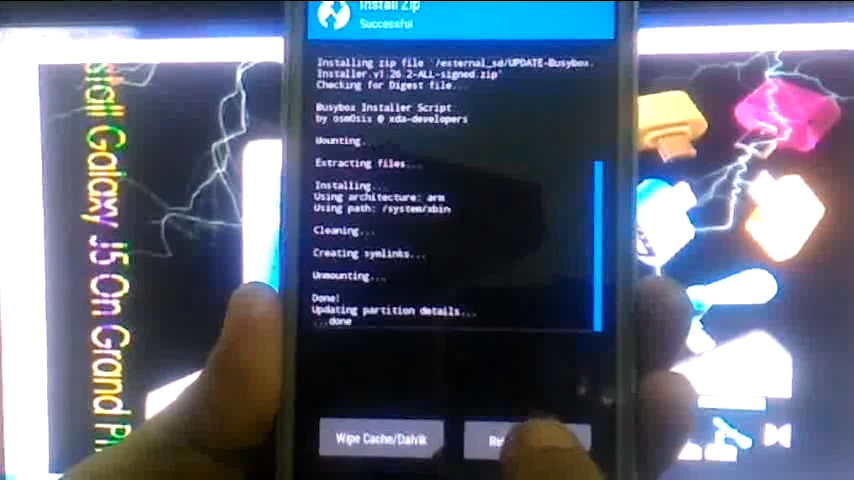 Install Zip
Successful
Installing zip file '/external_sd/UPDATE-Busybox.
Installer.v1.26.2-ALL-signed.zip'
Checking for Digest file...
Busybox Installer Script
by osm0sis @ xda-developers
Mounting...
Extracting files...
Installing...
Using architecture: arm
Using path: /system/xbin
Cleaning...
Creating symlinks...
Unmounting...
Done!
Updating partition details...
...done
Wipe Cache/Dalvik
Galaxy J5 On Grand